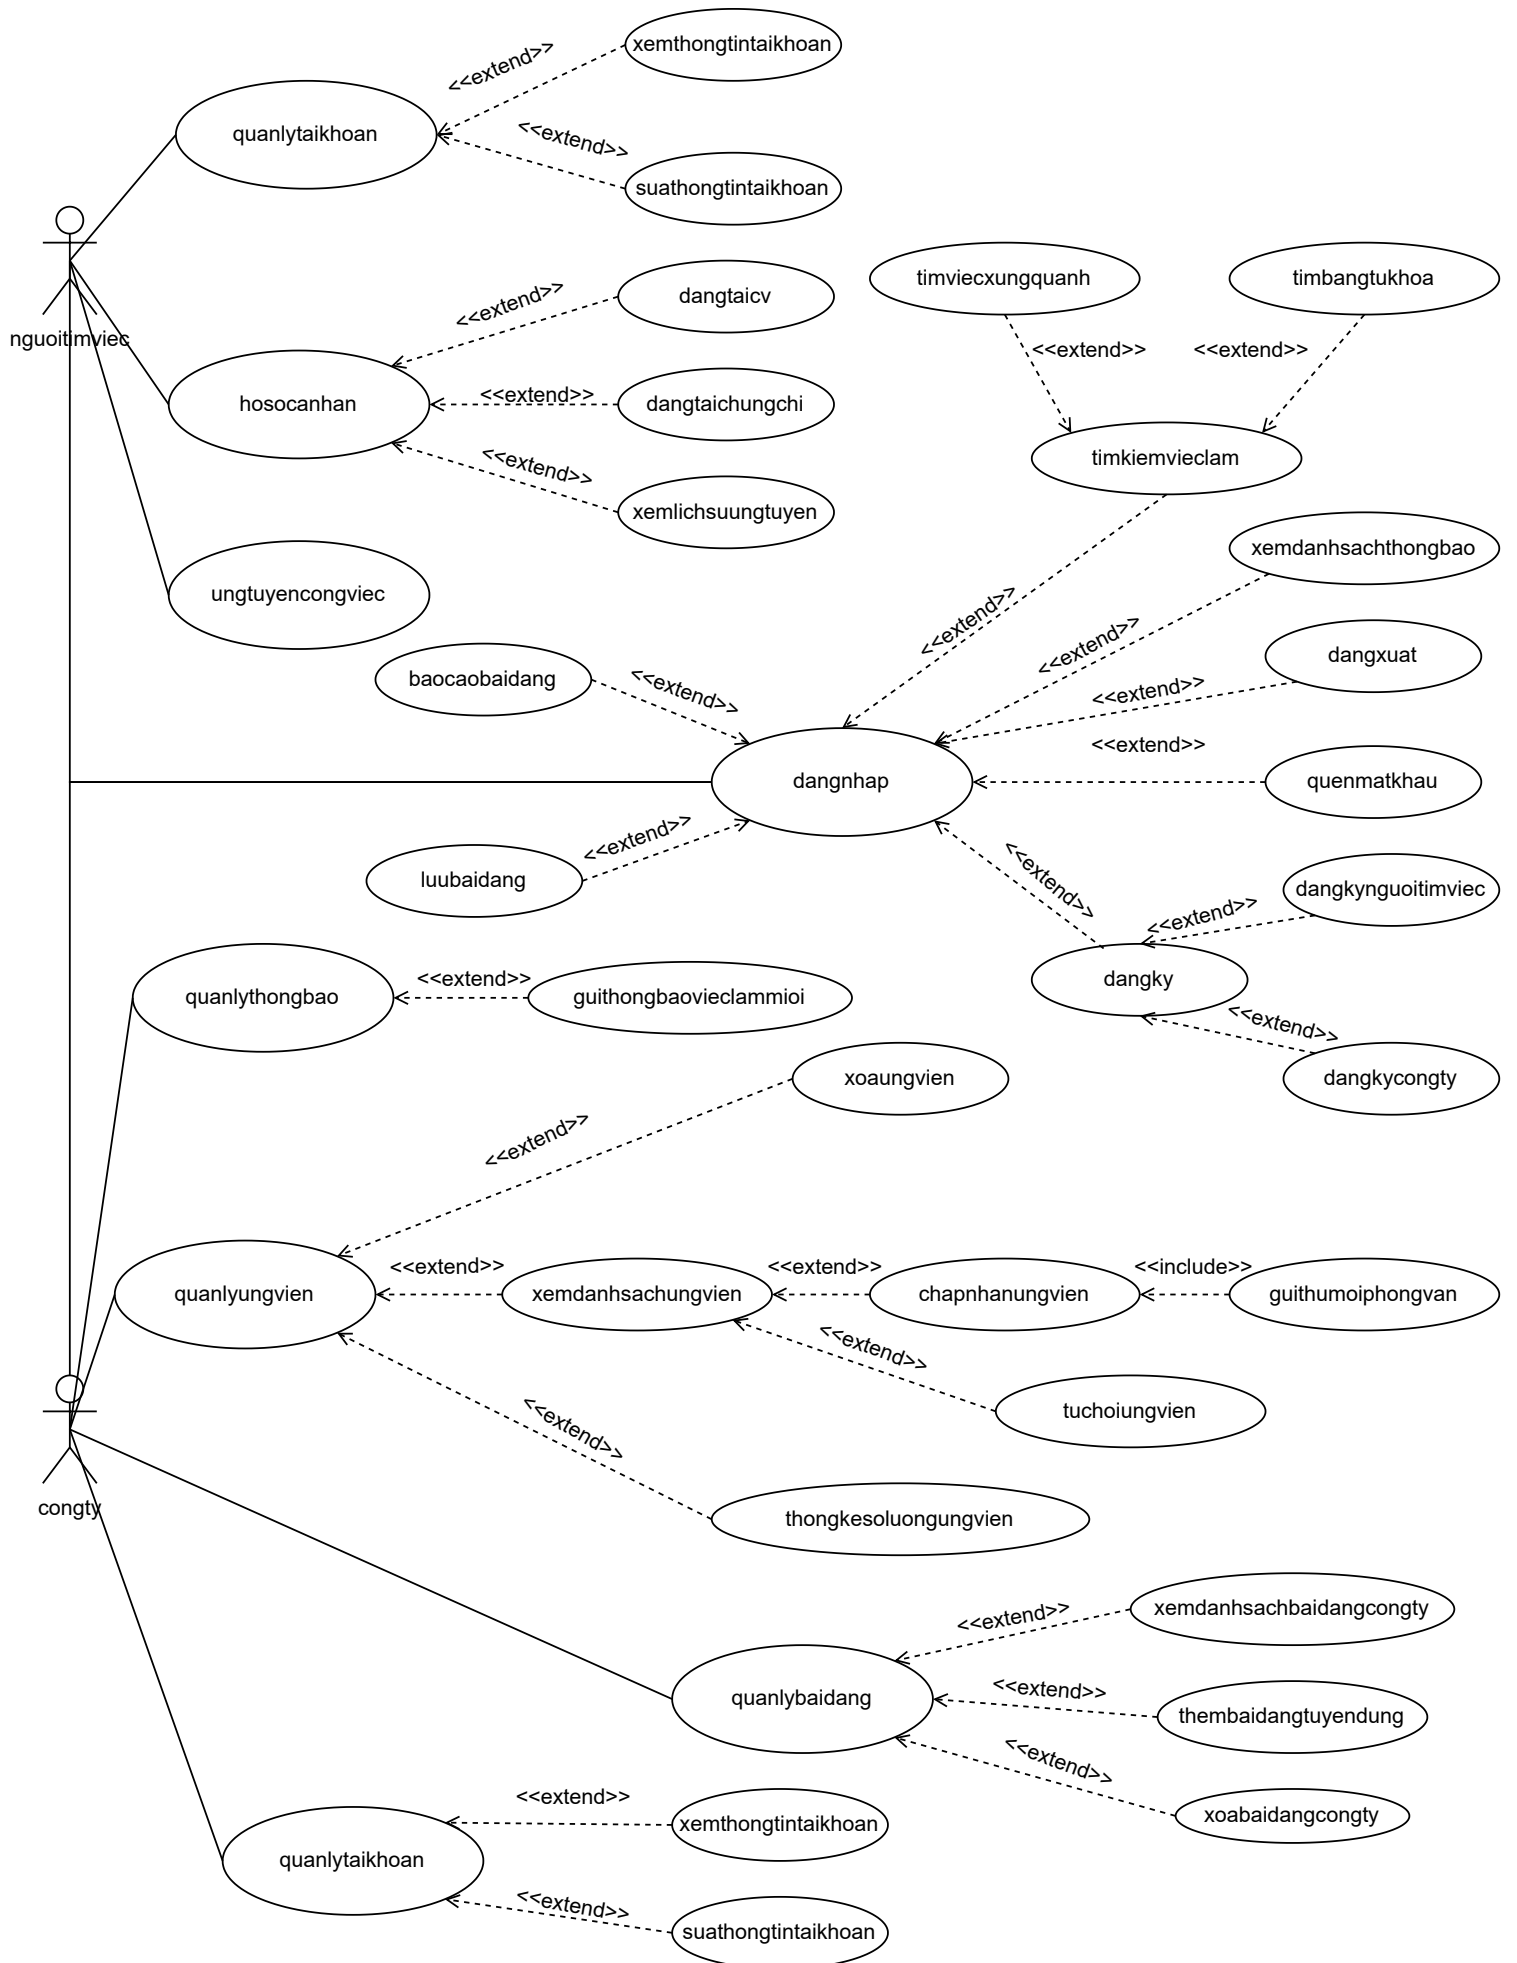 <<extend>>
xemthongtintaikhoan
quanlytaikhoan
<<extend>>
suathongtintaikhoan
nguoitimviec
<<extend>>
dangtaicv
timviecxungquanh
timbangtukhoa
<<extend>>
<<extend>>
hosocanhan
<<extend>>
dangtaichungchi
timkiemvieclam
<<extend>>
xemlichsuungtuyen
xemdanhsachthongbao
ungtuyencongviec
<<extend>>
<<extend>>
dangxuat
baocaobaidang
<<extend>>
<<extend>>
<<extend>>
dangnhap
quenmatkhau
<<extend>>
luubaidang
<<extend>>
dangkynguoitimviec
<<extend>>
quanlythongbao
<<extend>>
guithongbaovieclammioi
dangky
<<extend>>
xoaungvien
dangkycongty
<<extend>>
quanlyungvien
<<extend>>
xemdanhsachungvien
<<extend>>
chapnhanungvien
<<include>>
guithumoiphongvan
<<extend>>
tuchoiungvien
<<extend>>
congty
thongkesoluongungvien
<<extend>>
xemdanhsachbaidangcongty
quanlybaidang
<<extend>>
thembaidangtuyendung
<<extend>>
xoabaidangcongty
<<extend>>
xemthongtintaikhoan
quanlytaikhoan
<<extend>>
suathongtintaikhoan